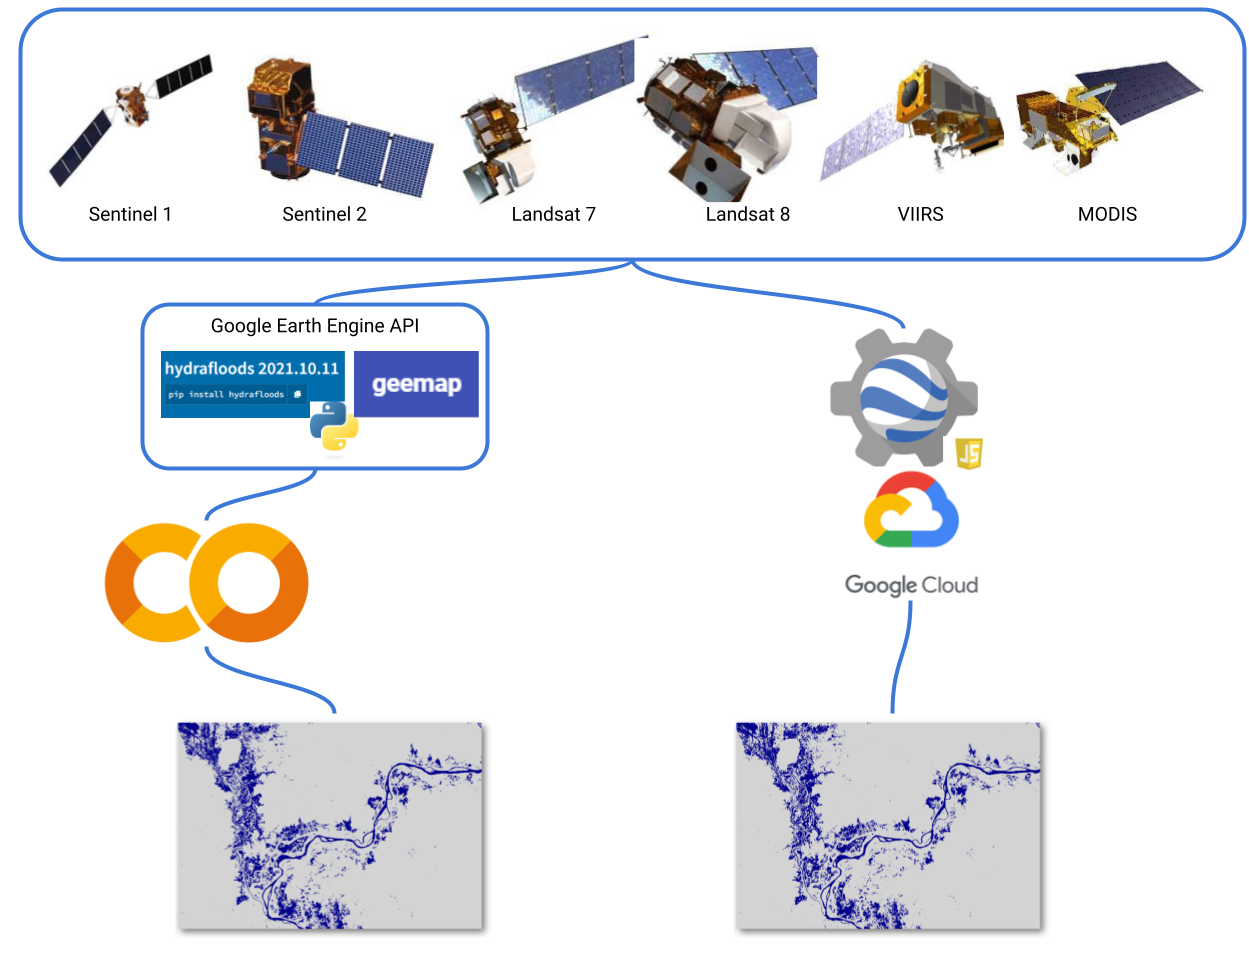 Sentinel 1
Sentinel 2
Landsat 7
Landsat 8
VIIRS
MODIS
Google Earth Engine API
hydrafloods 2021.10.11
pip install hydrafloods
geemap
JS
Google Cloud